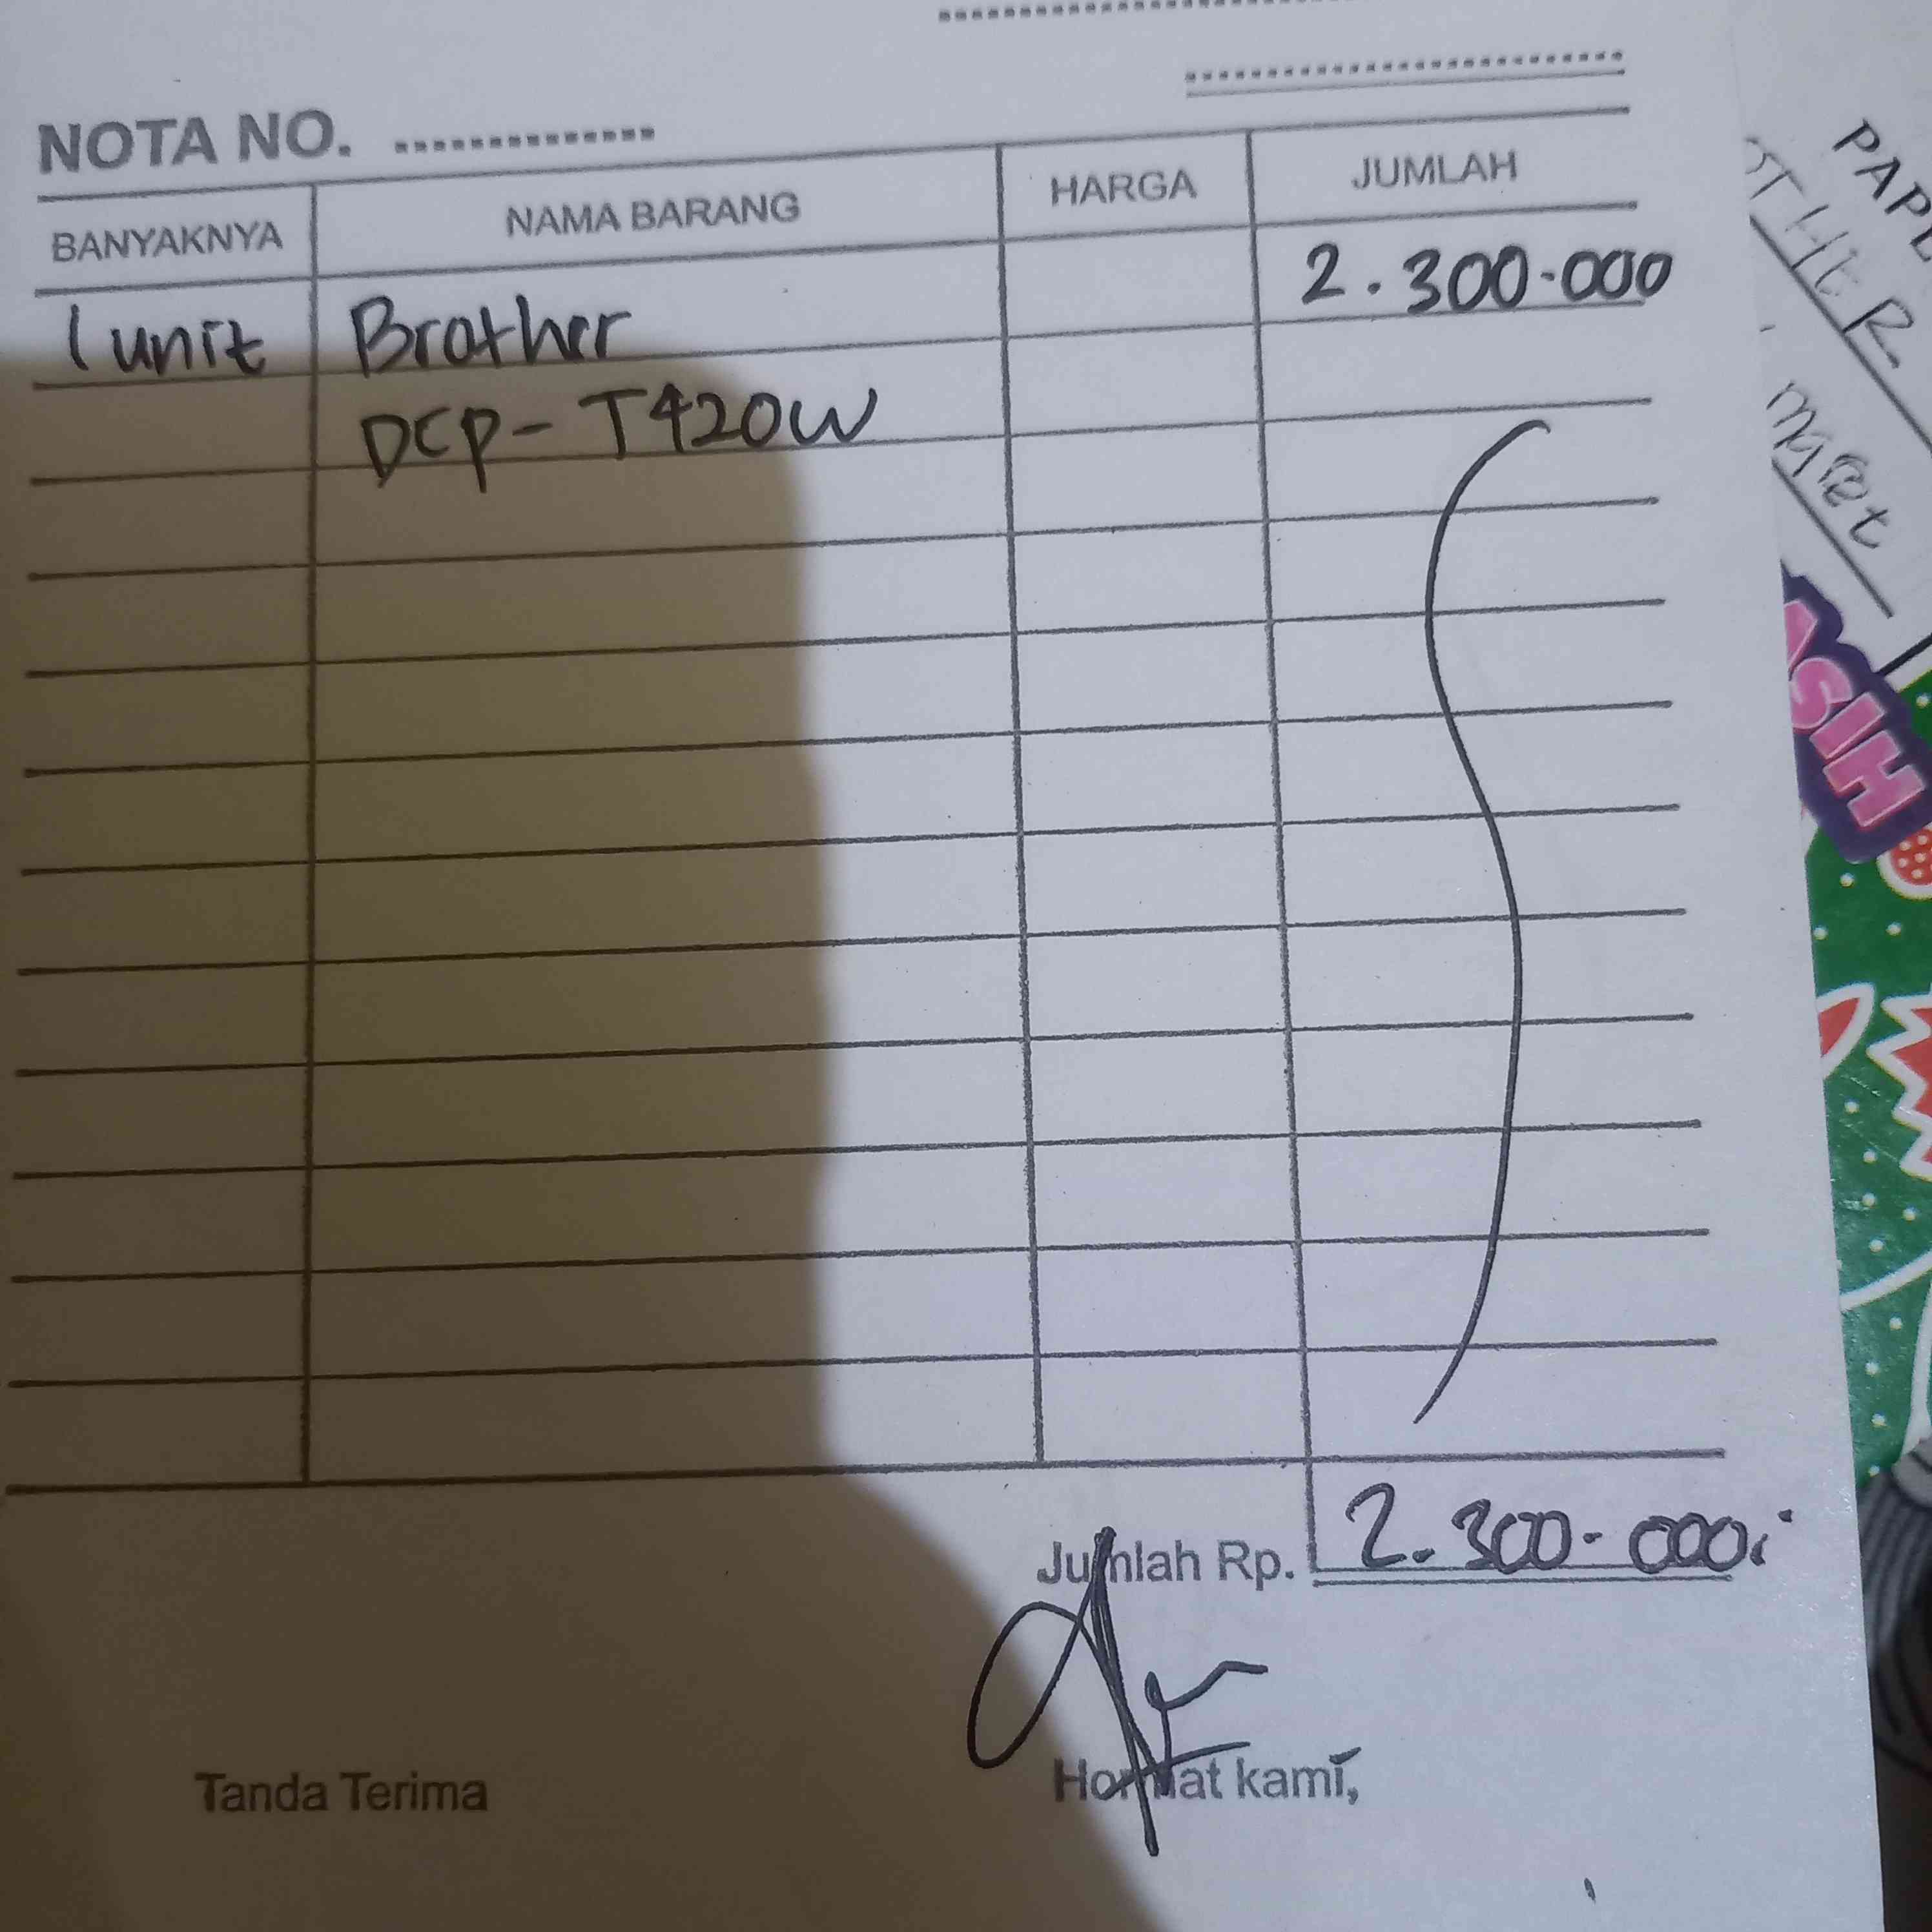 NOTA NO. ..............
BANYAKNYA NAMA BARANG HARGA JUMLAH
1 unit Brother 2.300.000
DCP-T420W
Jumlah Rp. 2.300.000
Tanda Terima Hormat kami,
SIH